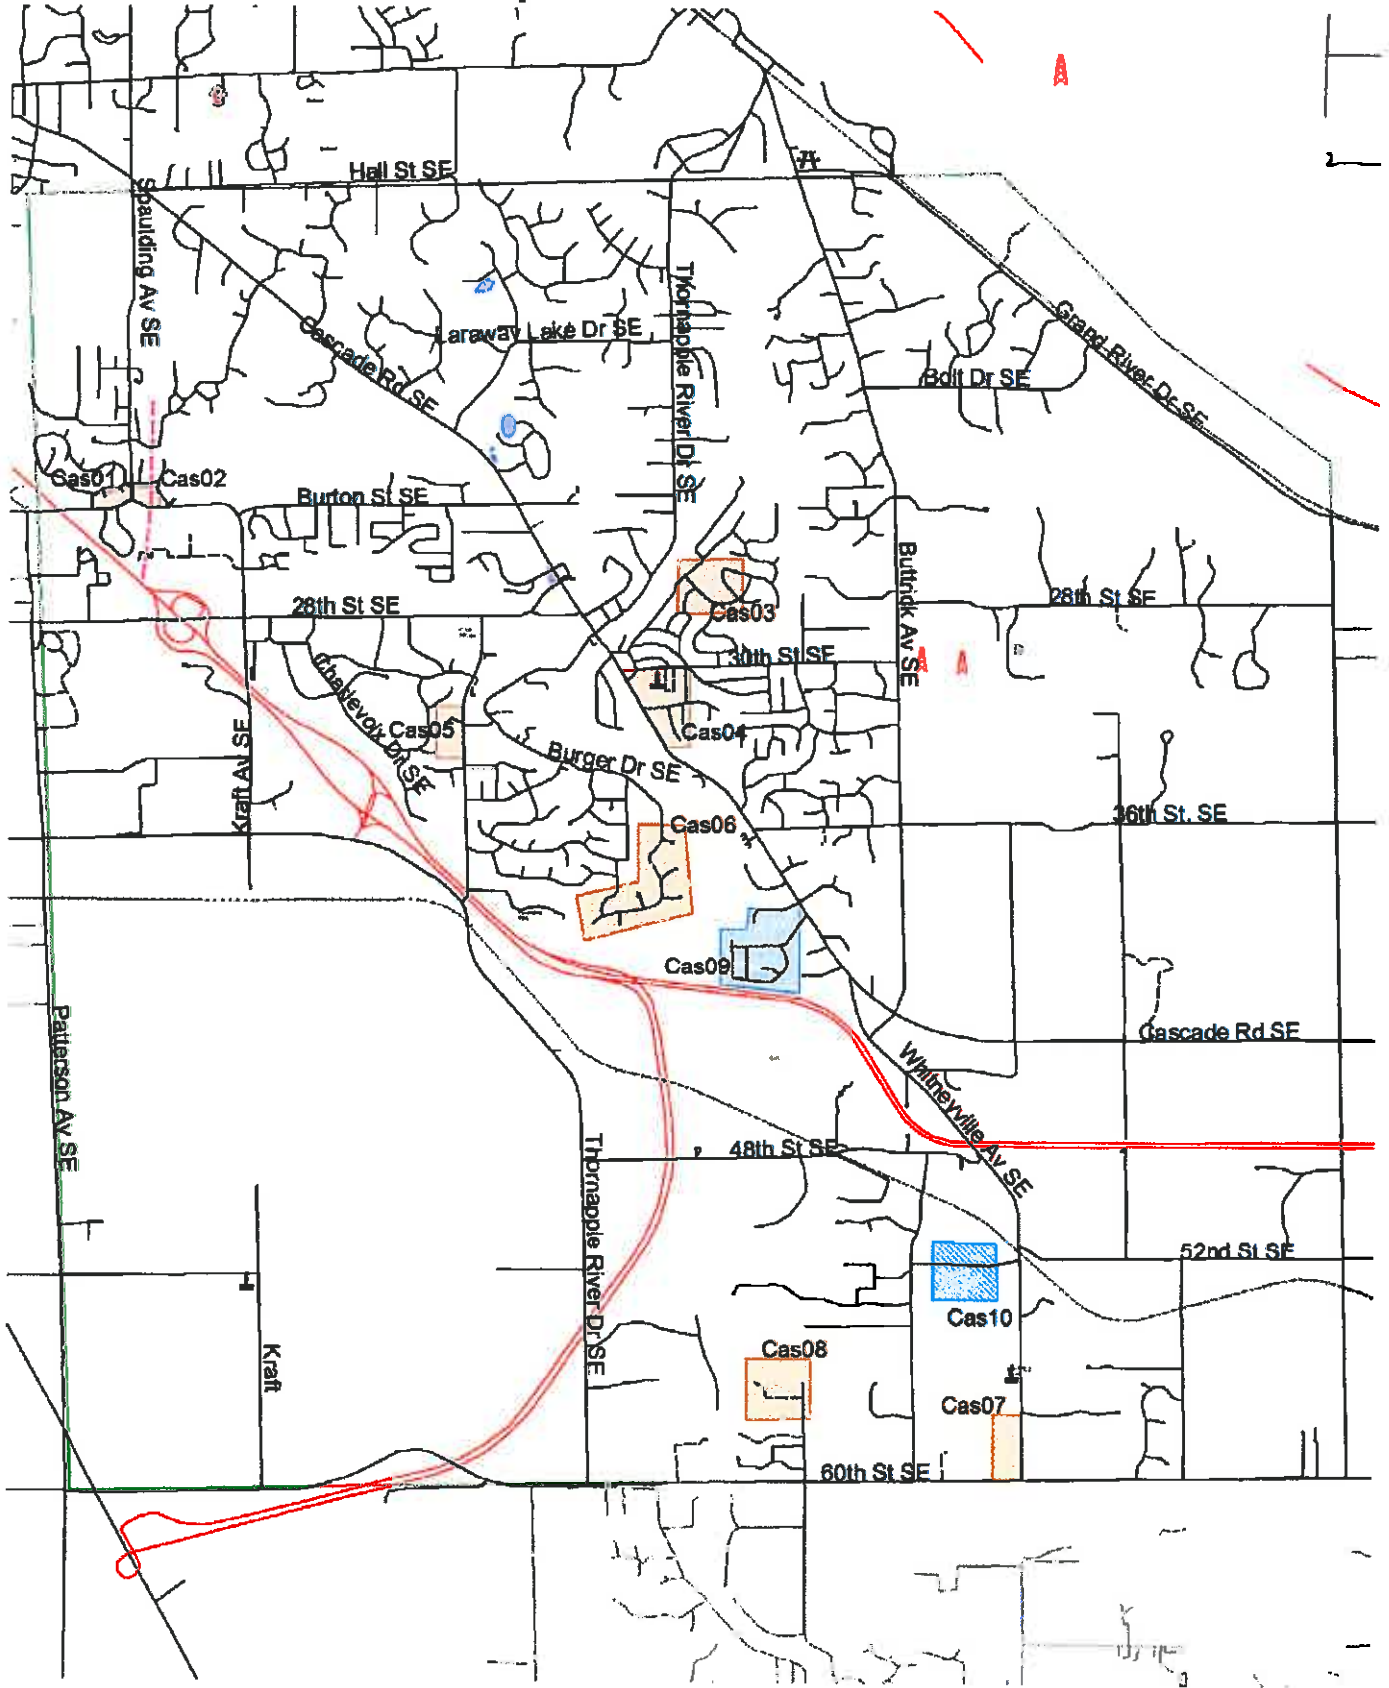 Hall St SE
Spaulding Av SE
Thornapple River Dr SE
Laraway Lake Dr SE
Cascade Rd SE
Grand River Dr SE
Bolt Dr SE
Sas01
Cas02
Burton St SE
Buttrick Av SE
28th St SE
28th St SE
Cas03
30th St SE
Charlevoix Dr SE
Cas05
Cas04
Kraft Av SE
Burger Dr SE
36th St. SE
Cas06
Cas09
Patterson Av SE
Cascade Rd SE
Whitneyville Av SE
48th St SE
Thornapple River Dr SE
52nd St SE
Cas10
Kraft
Cas08
Cas07
60th St SE